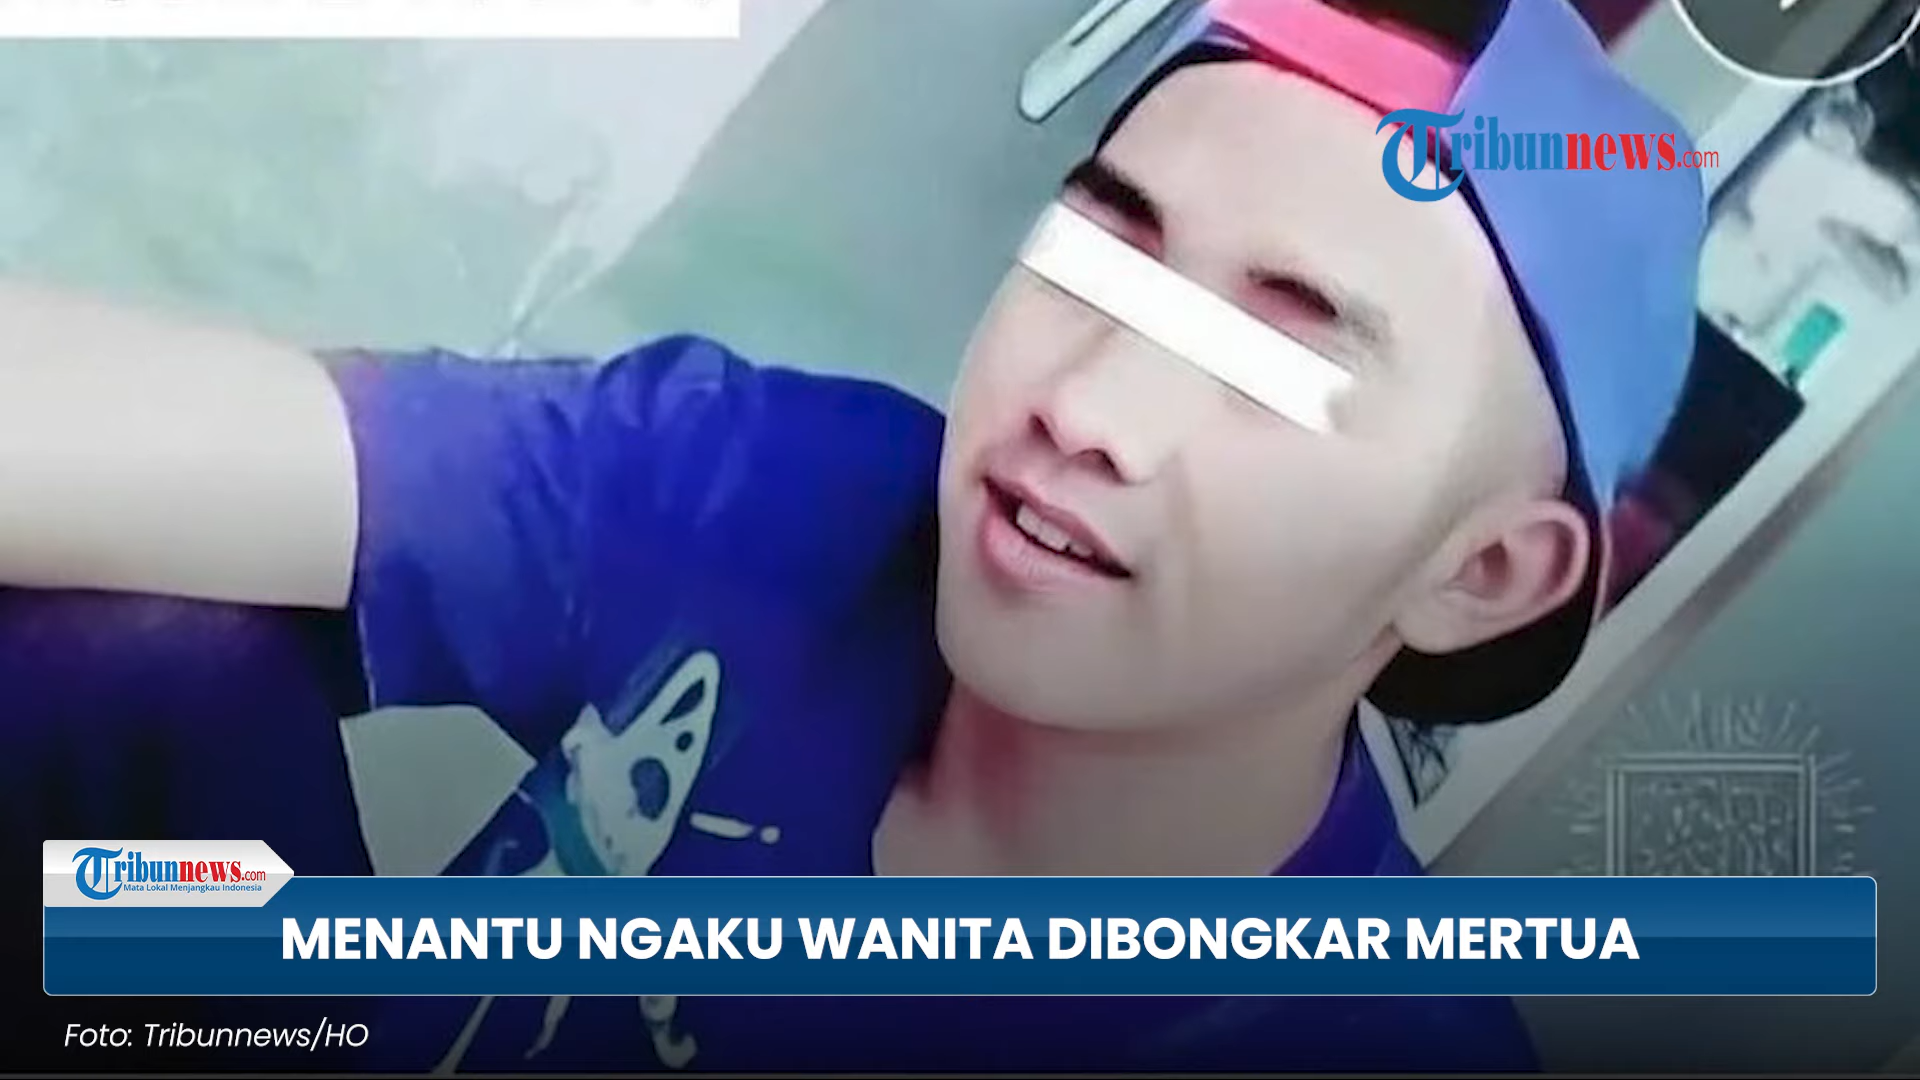 Tribunnews.com
Tribunnews.com
Mata Lokal Menjangkau Indonesia
MENANTU NGAKU WANITA DIBONGKAR MERTUA
Foto: Tribunnews/HO